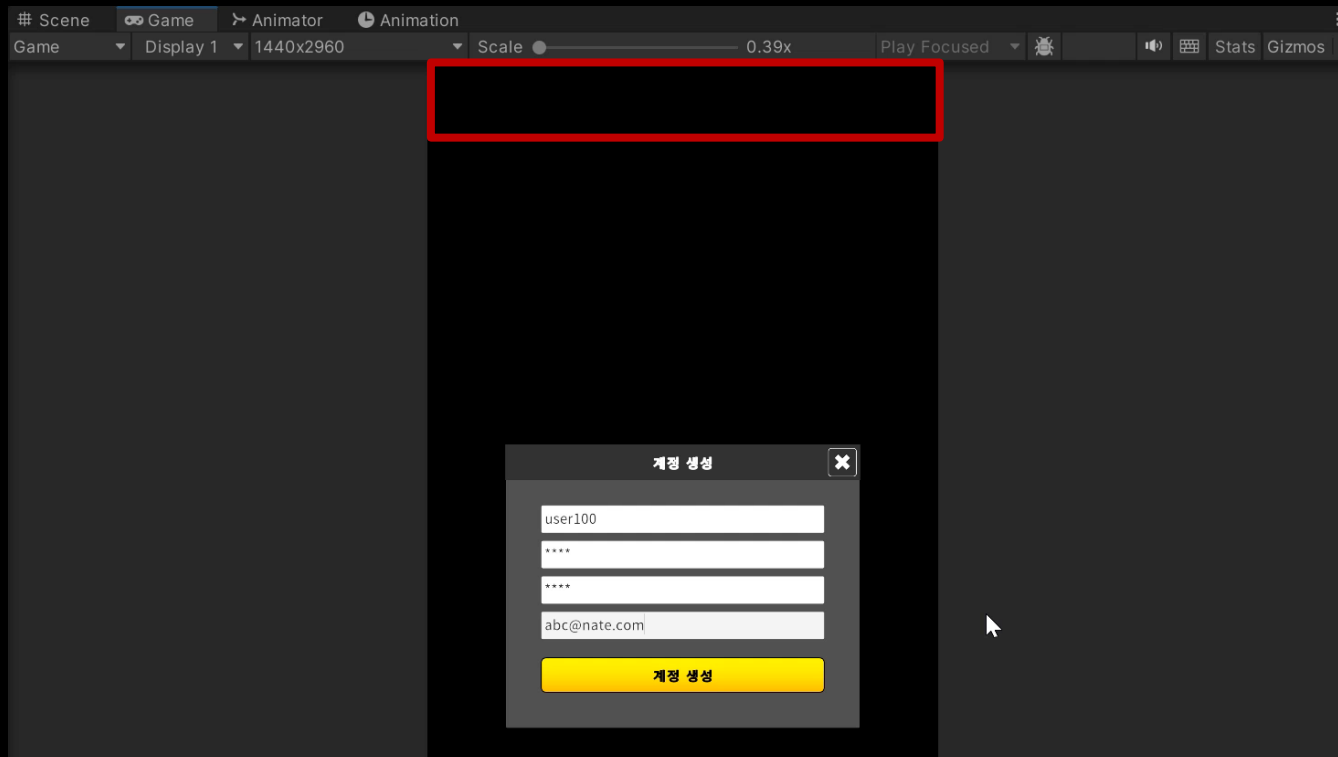 Scene Game Animator Animation
Game Display 1 1440x2960 Scale 0.39x Play Focused Stats Gizmos
계정 생성
user100
****
****
abc@nate.com
계정 생성